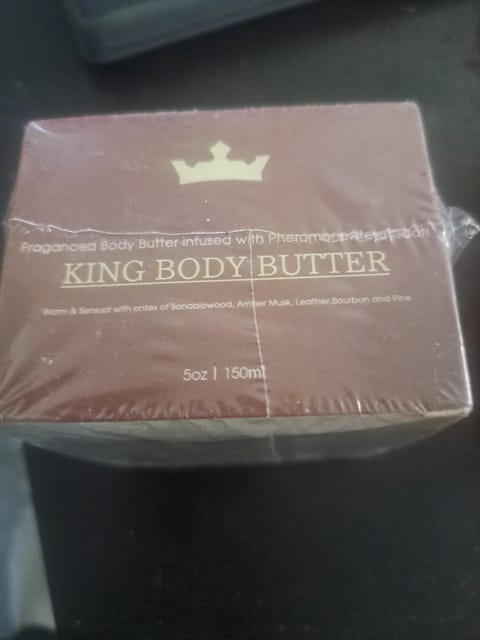 Fraganced Body Butter infused with Pheromone
KING BODY BUTTER
Warm & Sensual with antes of Sandalowood, Amber Musk, Leather,Bourbon and Pine
5oz | 150ml